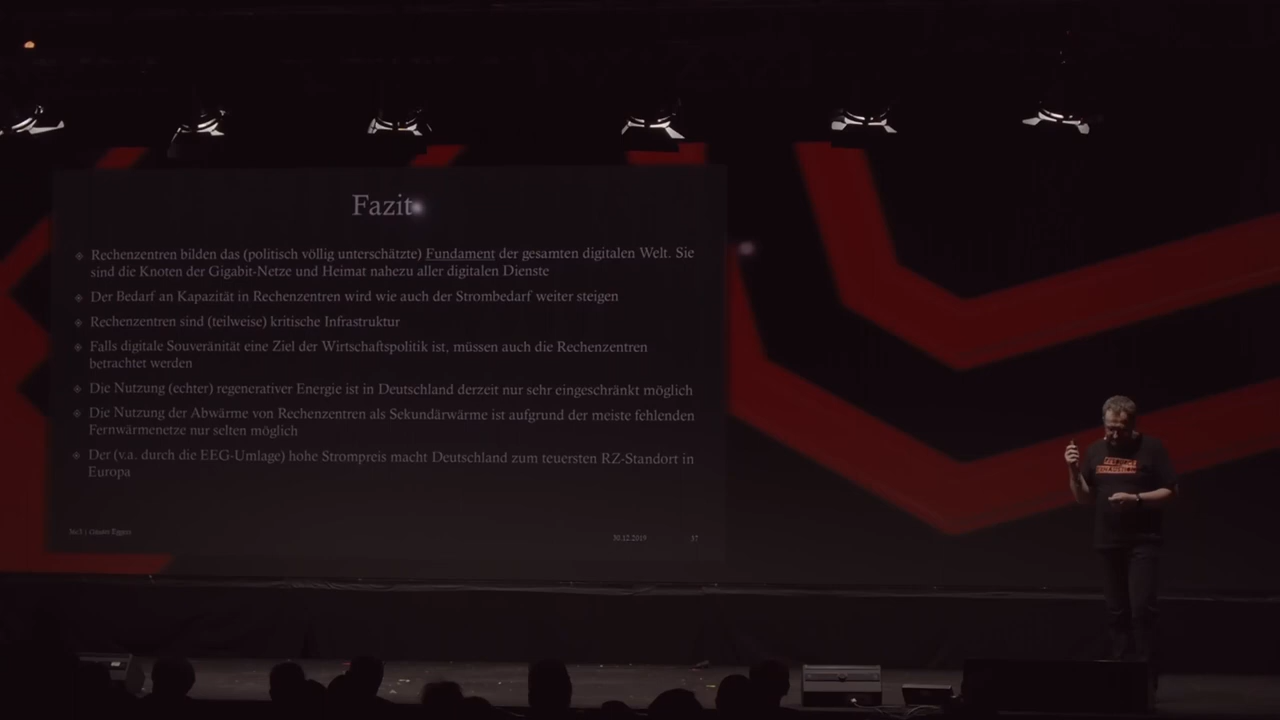 Fazit
Rechenzentren bilden das (politisch völlig unterschätzte) Fundament der gesamten digitalen Welt. Sie
sind die Knoten der Gigabit-Netze und Heimat nahezu aller digitalen Dienste
Der Bedarf an Kapazität in Rechenzentren wird wie auch der Strombedarf weiter steigen
Rechenzentren sind (teilweise) kritische Infrastruktur
Falls digitale Souveränität eine Ziel der Wirtschaftspolitik ist, müssen auch die Rechenzentren
betrachtet werden
Die Nutzung (echter) regenerativer Energie ist in Deutschland derzeit nur sehr eingeschränkt möglich
Die Nutzung der Abwärme von Rechenzentren als Sekundärwärme ist aufgrund der meiste fehlenden
Fernwärmenetze nur selten möglich
Der (v.a. durch die EEG-Umlage) hohe Strompreis macht Deutschland zum teuersten RZ-Standort in
Europa
30.12.2019